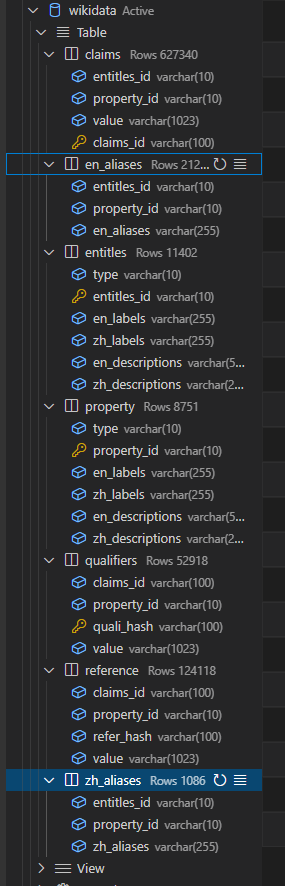 wikidata Active
Table
claims Rows 627340
entitles_id varchar(10)
property_id varchar(10)
value varchar(1023)
claims_id varchar(100)
en_aliases Rows 212...
entitles_id varchar(10)
property_id varchar(10)
en_aliases varchar(255)
entitles Rows 11402
type varchar(10)
entitles_id varchar(10)
en_labels varchar(255)
zh_labels varchar(255)
en_descriptions varchar(5...
zh_descriptions varchar(2...
property Rows 8751
type varchar(10)
property_id varchar(10)
en_labels varchar(255)
zh_labels varchar(255)
en_descriptions varchar(5...
zh_descriptions varchar(2...
qualifiers Rows 52918
claims_id varchar(100)
property_id varchar(10)
quali_hash varchar(100)
value varchar(1023)
reference Rows 124118
claims_id varchar(100)
property_id varchar(10)
refer_hash varchar(100)
value varchar(1023)
zh_aliases Rows 1086
entitles_id varchar(10)
property_id varchar(10)
zh_aliases varchar(255)
View